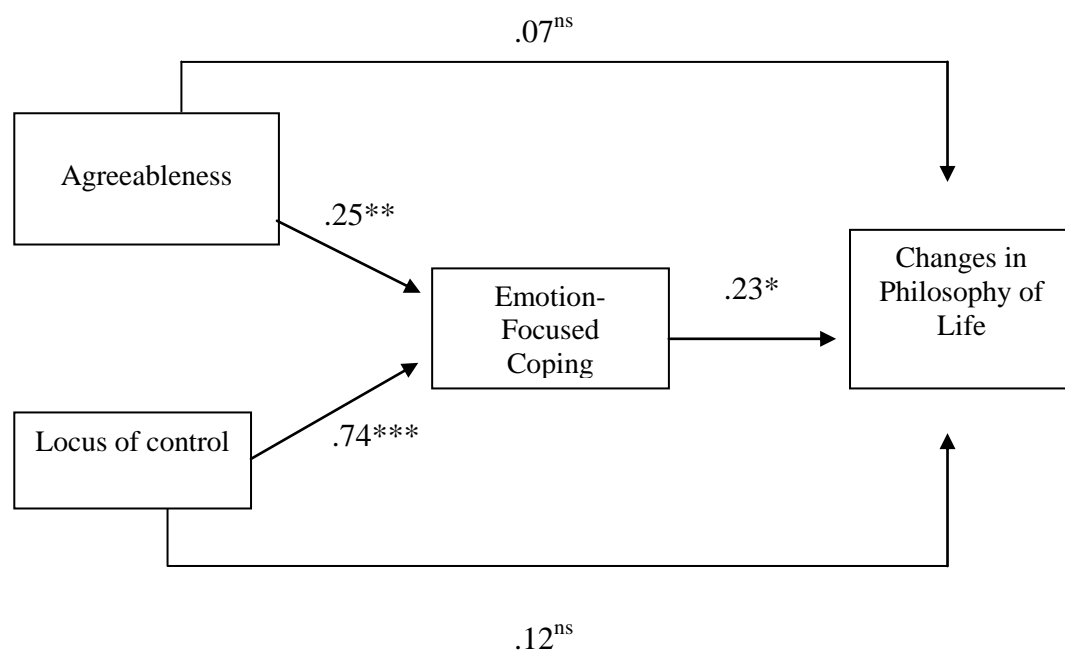 .07ns
Agreeableness
.25**
Emotion-
Focused
Coping
.23*
Changes in
Philosophy of
Life
Locus of control
.74***
.12ns